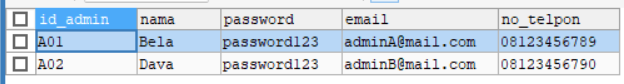 id_admin nama password email no_telpon
A01 Bela password123 adminA@mail.com 08123456789
A02 Dava password123 adminB@mail.com 08123456790